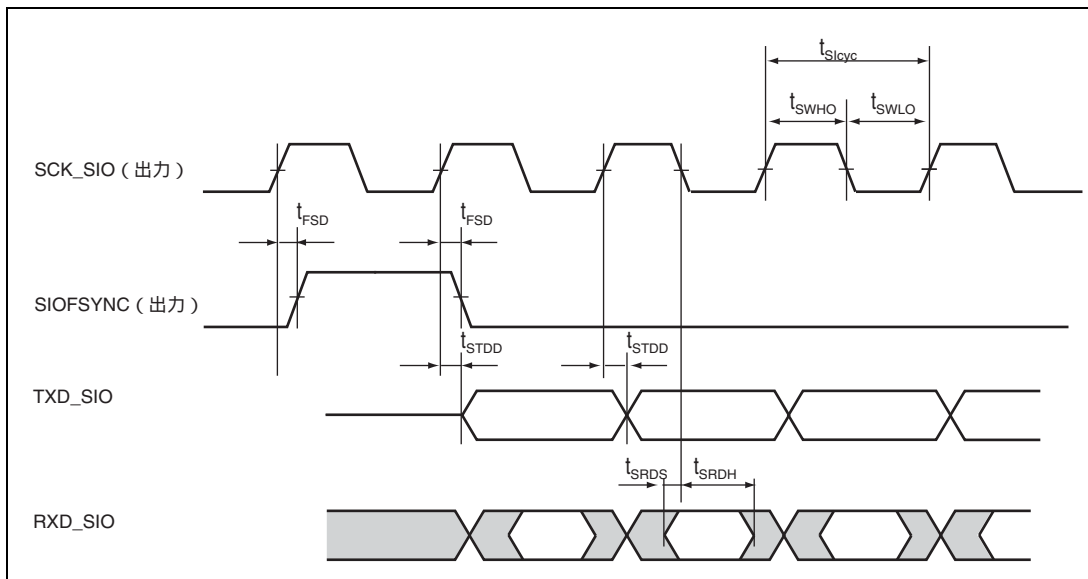 tSIcyc
tSWHO
tSWLO
SCK_SIO（出力）
tFSD
tFSD
SIOFSYNC（出力）
tSTDD
tSTDD
TXD_SIO
tSRDS
tSRDH
RXD_SIO